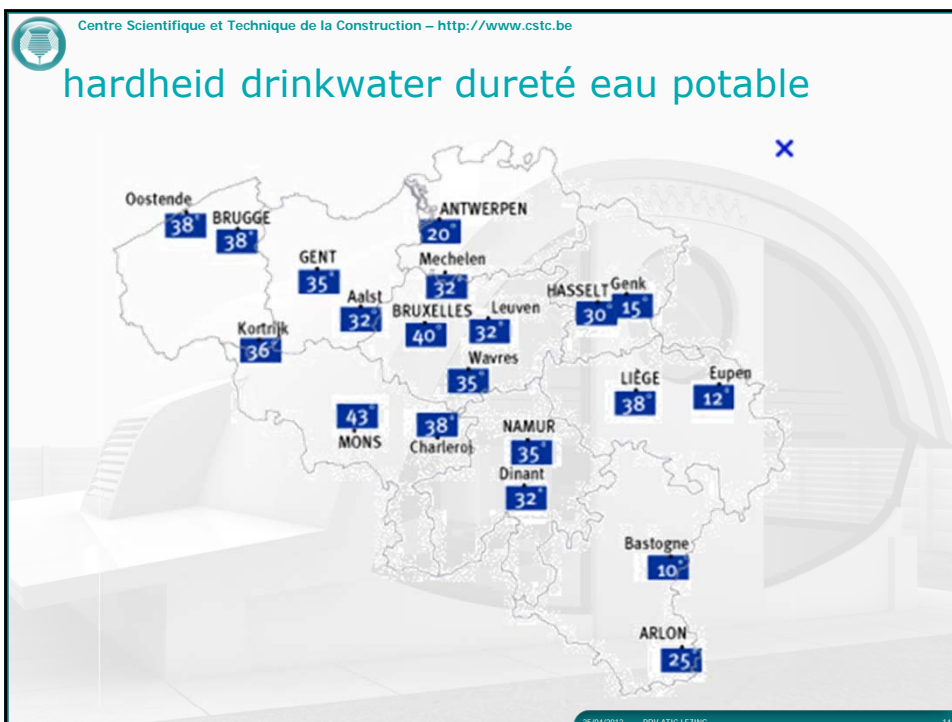 Centre Scientifique et Technique de la Construction – http://www.cstc.be
hardheid drinkwater dureté eau potable
Oostende
38°
BRUGGE
38°
ANTWERPEN
20°
GENT
35°
Mechelen
32°
Aalst
32°
BRUXELLES
40°
Leuven
32°
HASSELT
30°
Genk
15°
Kortrijk
36°
Wavres
35°
LIÈGE
38°
Eupen
12°
43°
MONS
38°
Charleroi
NAMUR
35°
Dinant
32°
Bastogne
10°
ARLON
25°